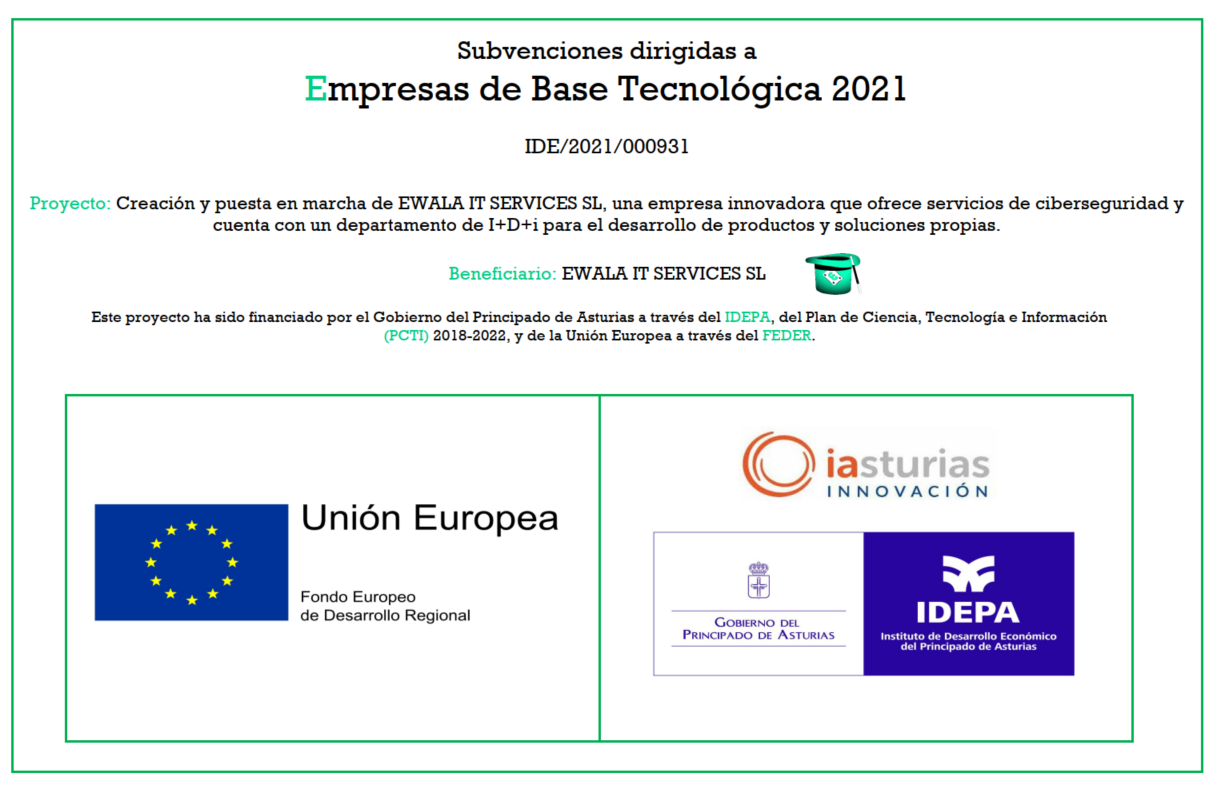 Subvenciones dirigidas a
Empresas de Base Tecnológica 2021
IDE/2021/000931
Proyecto: Creación y puesta en marcha de EWALA IT SERVICES SL, una empresa innovadora que ofrece servicios de ciberseguridad y
cuenta con un departamento de I+D+i para el desarrollo de productos y soluciones propias.
Beneficiario: EWALA IT SERVICES SL
Este proyecto ha sido financiado por el Gobierno del Principado de Asturias a través del IDEPA, del Plan de Ciencia, Tecnología e Información
(PCTI) 2018-2022, y de la Unión Europea a través del FEDER.
Unión Europea
Fondo Europeo
de Desarrollo Regional
iasturias
INNOVACIÓN
GOBIERNO DEL
PRINCIPADO DE ASTURIAS
IDEPA
Instituto de Desarrollo Económico
del Principado de Asturias